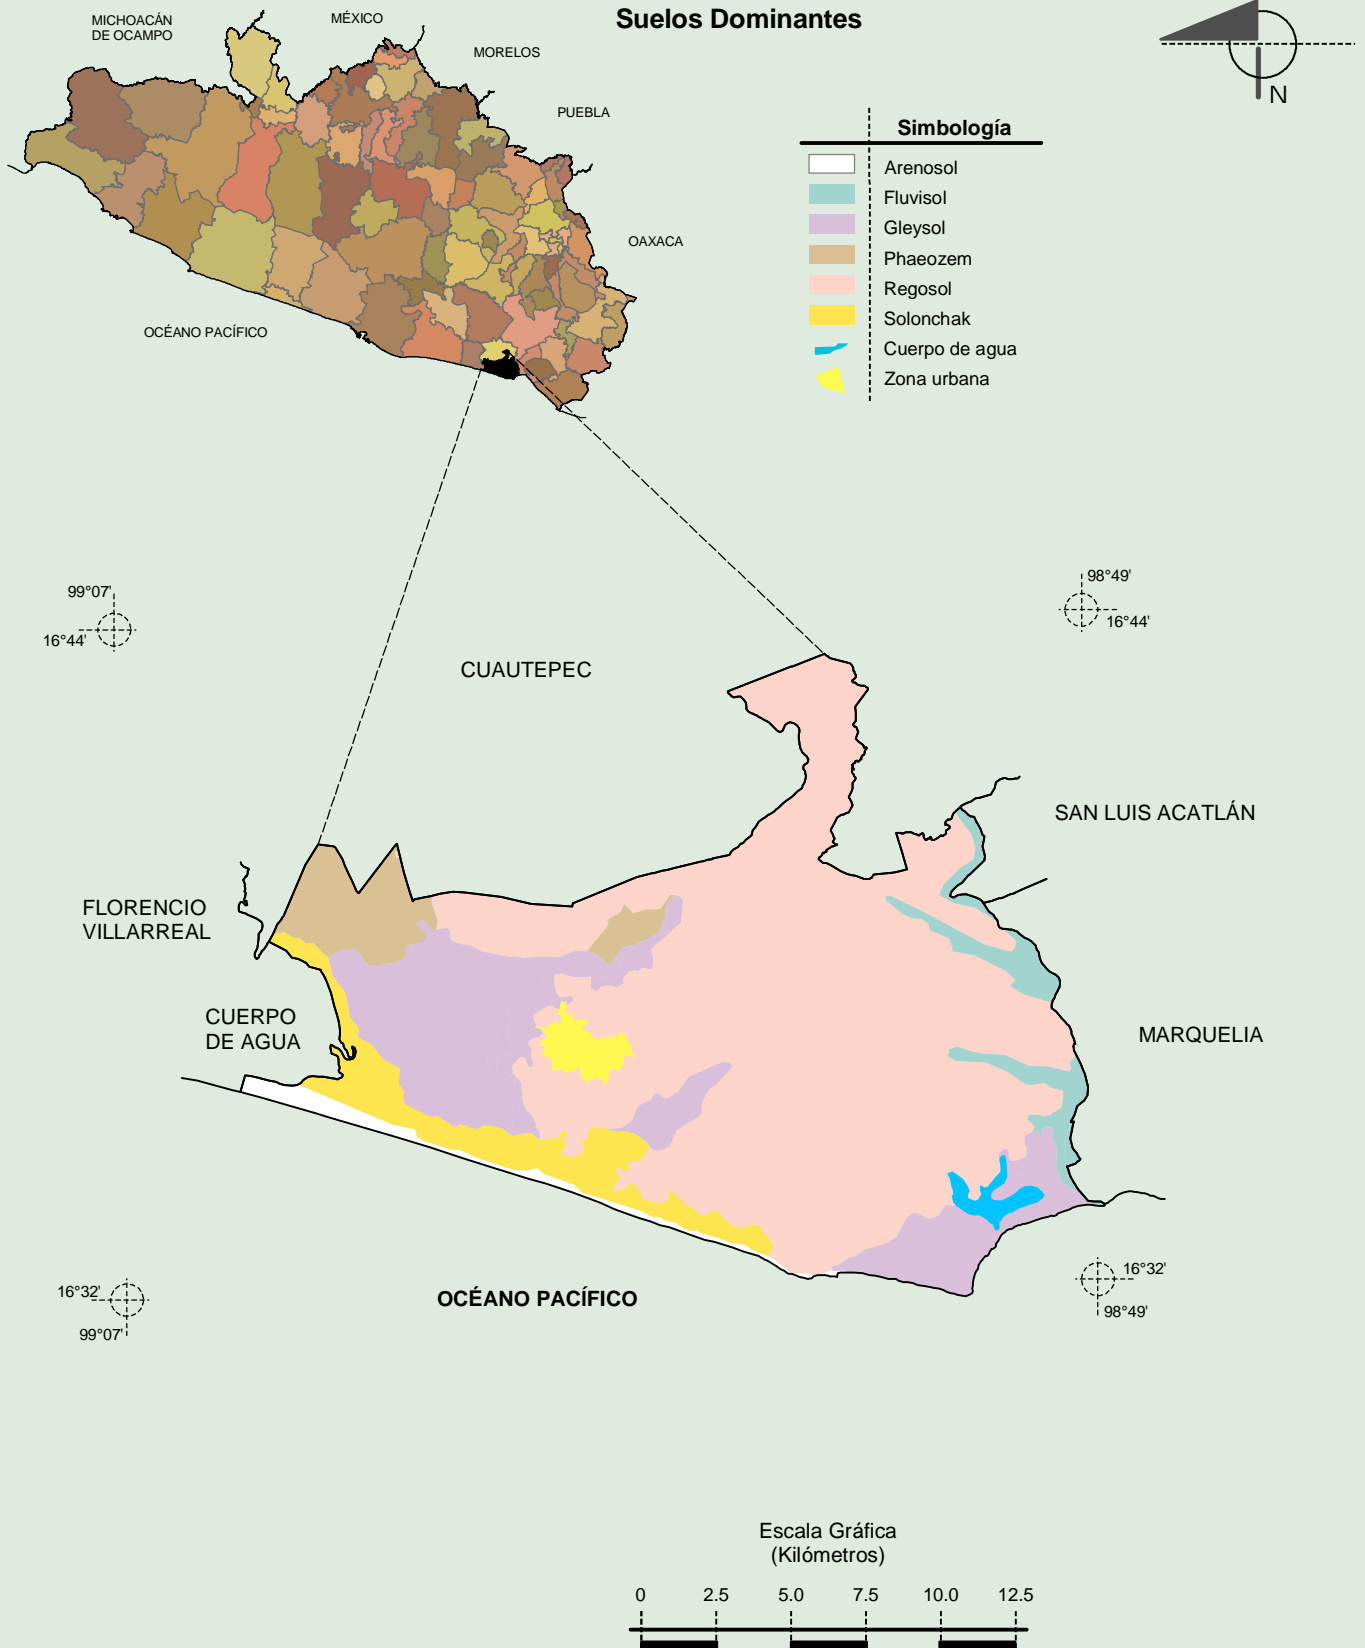 Suelos Dominantes
MICHOACÁN
DE OCAMPO
MÉXICO
MORELOS
PUEBLA
OAXACA
OCÉANO PACÍFICO
N
Simbología
Arenosol
Fluvisol
Gleysol
Phaeozem
Regosol
Solonchak
Cuerpo de agua
Zona urbana
99°07'
16°44'
98°49'
16°44'
CUAUTEPEC
SAN LUIS ACATLÁN
FLORENCIO
VILLARREAL
CUERPO
DE AGUA
MARQUELIA
16°32'
99°07'
OCÉANO PACÍFICO
16°32'
98°49'
Escala Gráfica
(Kilómetros)
0 2.5 5.0 7.5 10.0 12.5